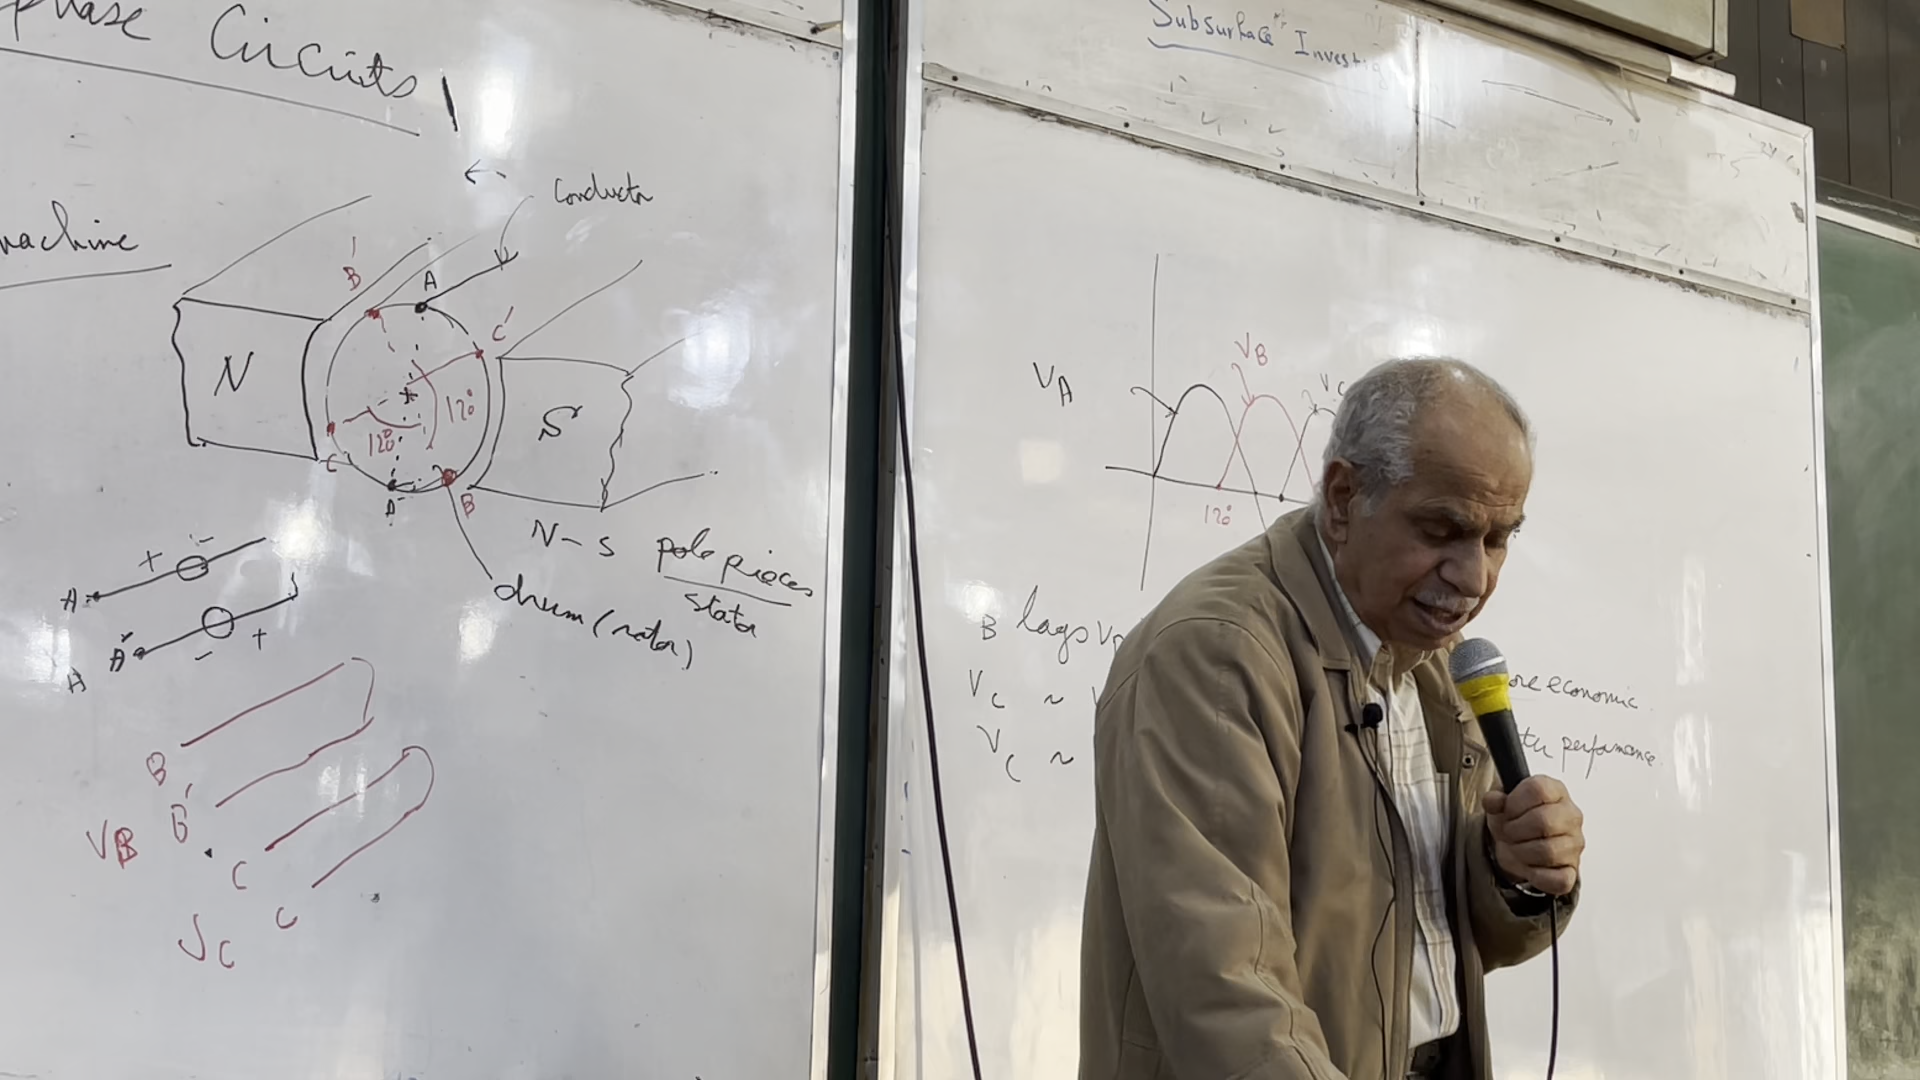 phase Circuits
machine
Conductor
B'
A
C'
N
120°
120°
S
C
A'
B
N-S pole pieces
stator
drum (rotor)
+ -
A
A'
- +
A
B
B'
VB
C
C
VC
Subsurface Investig
VA
VB
VC
120°
B lags
VC ~
VC ~
economic
performance